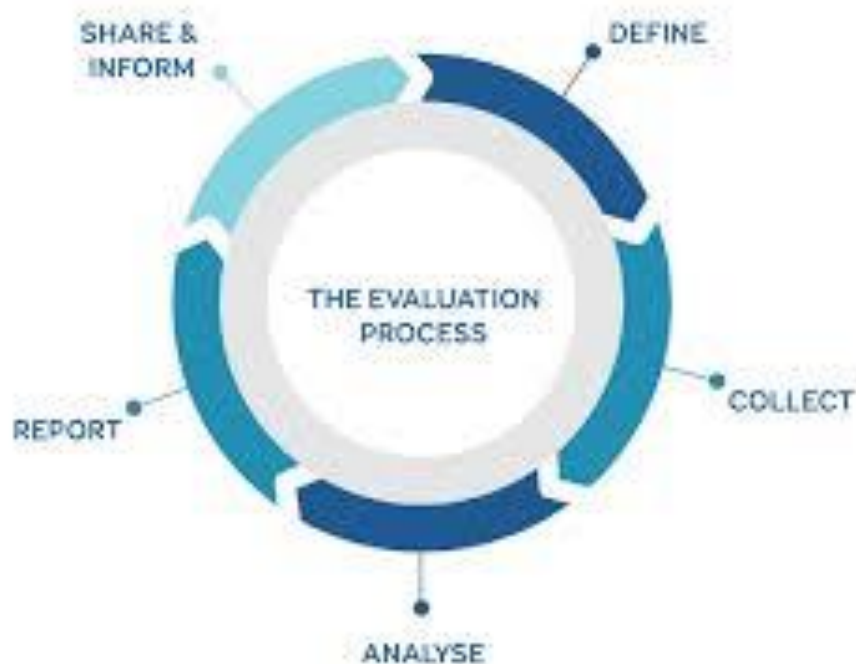 SHARE &
INFORM
DEFINE
THE EVALUATION
PROCESS
COLLECT
REPORT
ANALYSE